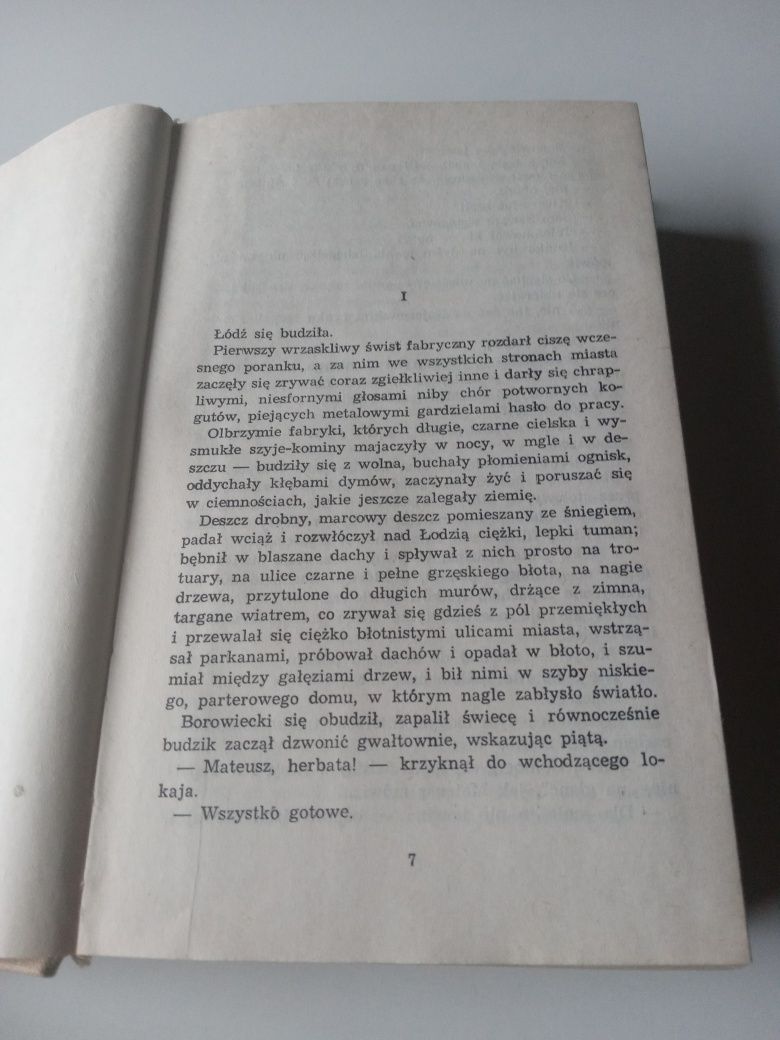 I
Łódź się budziła.
Pierwszy wrzaskliwy świst fabryczny rozdarł ciszę wcze-
snego poranku, a za nim we wszystkich stronach miasta
zaczęły się zrywać coraz zgiełkliwiej inne i darły się chrap-
liwymi, niesfornymi głosami niby chór potwornych ko-
gutów, piejących metalowymi gardzielami hasło do pracy.
Olbrzymie fabryki, których długie, czarne cielska i wy-
smukłe szyje-kominy majaczyły w nocy, w mgle i w de-
szczu — budziły się z wolna, buchały płomieniami ognisk,
oddychały kłębami dymów, zaczynały żyć i poruszać się
w ciemnościach, jakie jeszcze zalegały ziemię.
Deszcz drobny, marcowy deszcz pomieszany ze śniegiem,
padał wciąż i rozwłóczył nad Łodzią ciężki, lepki tuman;
bębnił w blaszane dachy i spływał z nich prosto na tro-
tuary, na ulice czarne i pełne grzęskiego błota, na nagie
drzewa, przytulone do długich murów, drżące z zimna,
targane wiatrem, co zrywał się gdzieś z pól przemiękłych
i przewalał się ciężko błotnistymi ulicami miasta, wstrzą-
sał parkanami, próbował dachów i opadał w błoto, i szu-
miał między gałęziami drzew, i bił nimi w szyby niskie-
go, parterowego domu, w którym nagle zabłysło światło.
Borowiecki się obudził, zapalił świecę i równocześnie
budzik zaczął dzwonić gwałtownie, wskazując piątą.
— Mateusz, herbata! — krzyknął do wchodzącego lo-
kaja.
— Wszystko gotowe.
7